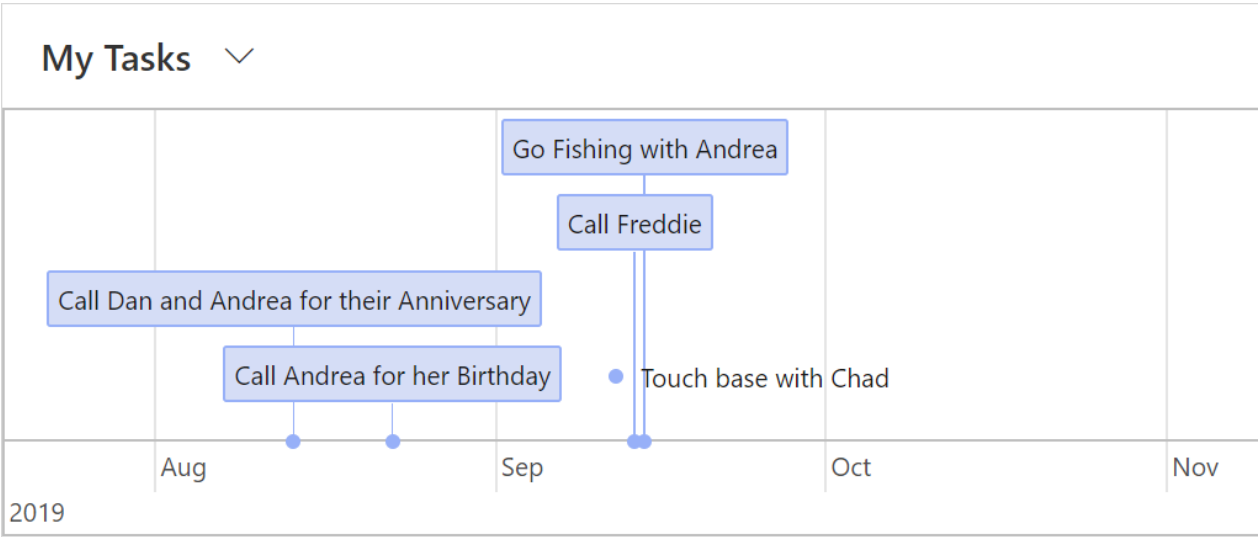 My Tasks
Go Fishing with Andrea
Call Freddie
Call Dan and Andrea for their Anniversary
Call Andrea for her Birthday
Touch base with Chad
Aug
Sep
Oct
Nov
2019